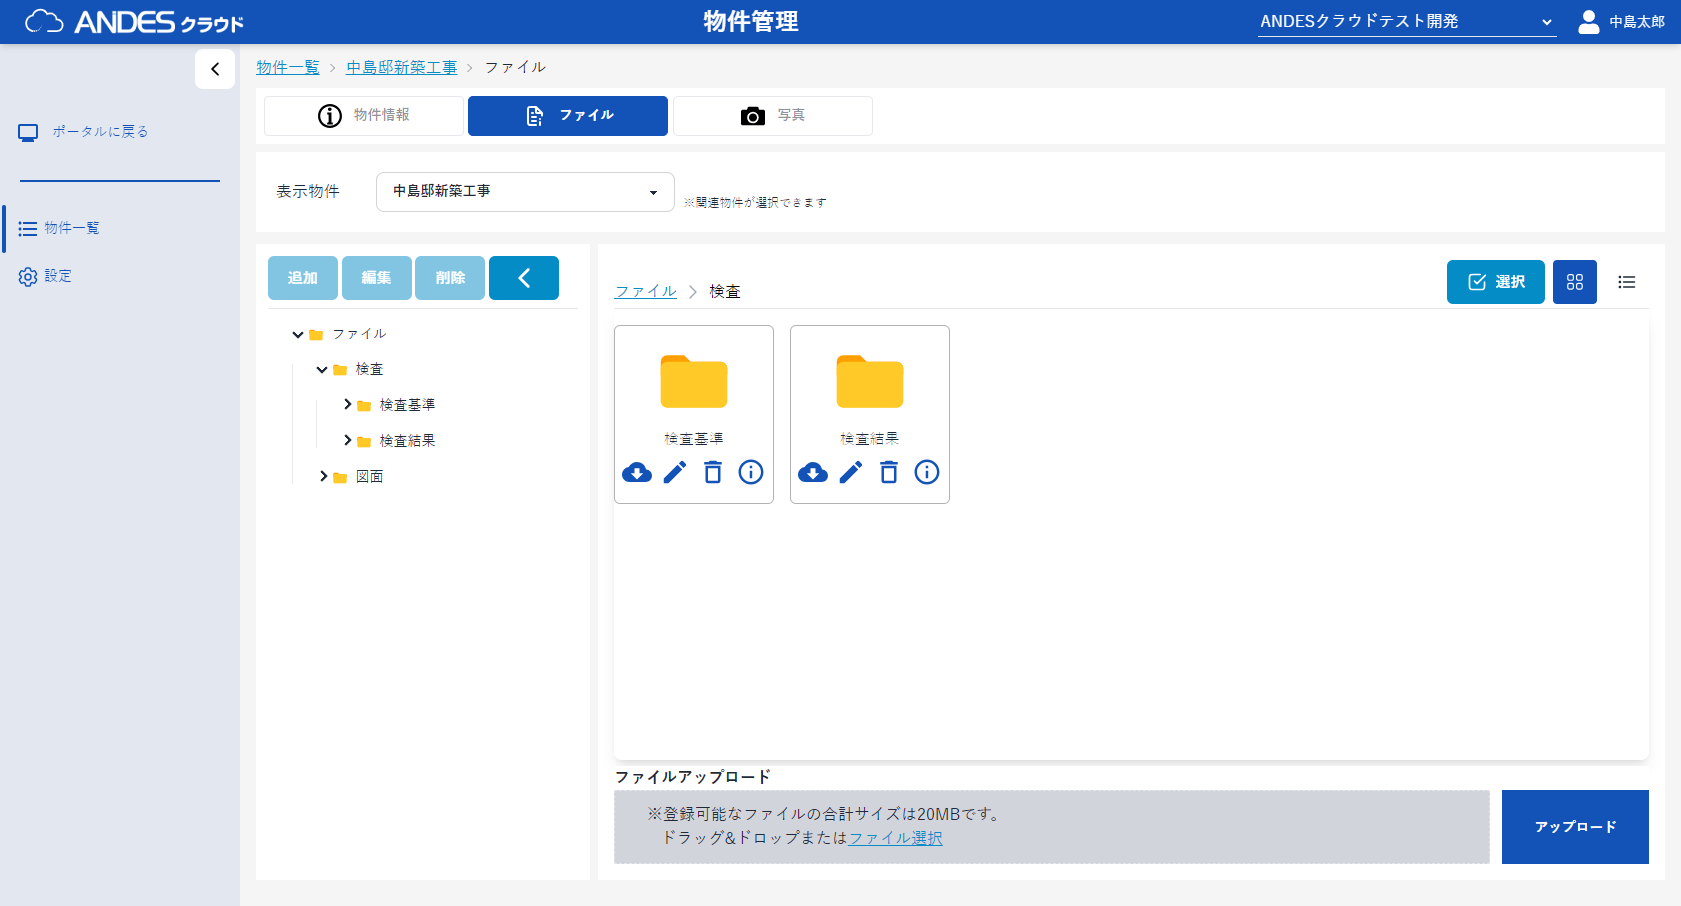 ANDES クラウド
物件管理
ANDESクラウドテスト開発
中島太郎
ポータルに戻る
物件一覧
設定
物件一覧 > 中島邸新築工事 > ファイル
物件情報
ファイル
写真
表示物件
中島邸新築工事
※関連物件が選択できます
追加
編集
削除
ファイル
検査
検査基準
検査結果
図面
ファイル > 検査
選択
検査基準
検査結果
ファイルアップロード
※登録可能なファイルの合計サイズは20MBです。
ドラッグ&ドロップまたはファイル選択
アップロード